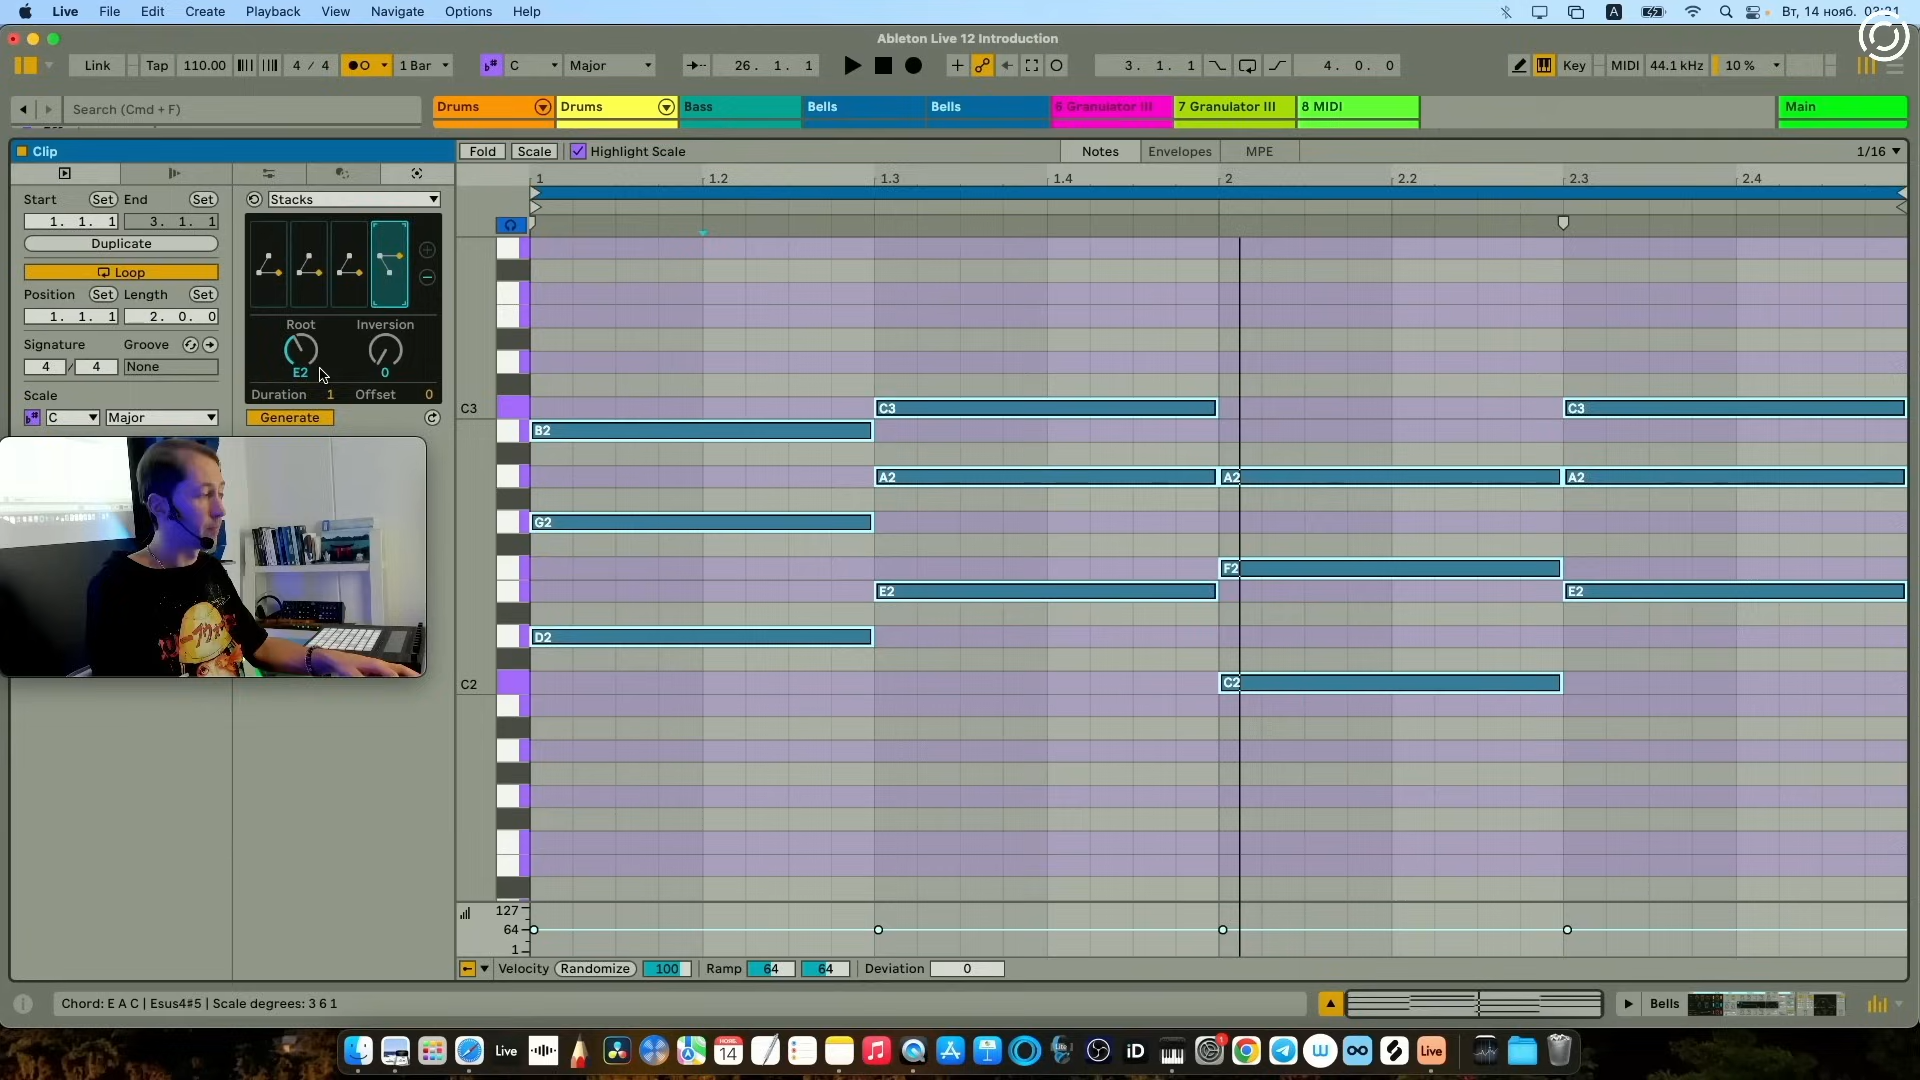 Live File Edit Create Playback View Navigate Options Help A Вт, 14 нояб.
Ableton Live 12 Introduction
Link Tap 110.00 4 / 4 1 Bar C Major 26. 1. 1 3. 1. 1 4. 0. 0 Key MIDI 44.1 kHz 10 %
Search (Cmd + F) Drums Drums Bass Bells Bells 6 Granulator III 7 Granulator III 8 MIDI Main
Clip Fold Scale Highlight Scale Notes Envelopes MPE 1/16
1 1.2 1.3 1.4 2 2.2 2.3 2.4
Start Set End Set Stacks
1. 1. 1 3. 1. 1
Duplicate
Loop
Position Set Length Set
1. 1. 1 2. 0. 0
Root Inversion
Signature Groove
4 / 4 None
E2 0
Scale Duration 1 Offset 0
C Major Generate
C3 C3 C3
B2
A2 A2 A2
G2
F2
E2 E2
D2
C2 C2
127
64
1
Velocity Randomize 100 Ramp 64 64 Deviation 0
Chord: E A C | Esus4#5 | Scale degrees: 3 6 1 Bells
Live НОЯБ. 14 Lite iD W 1 Live